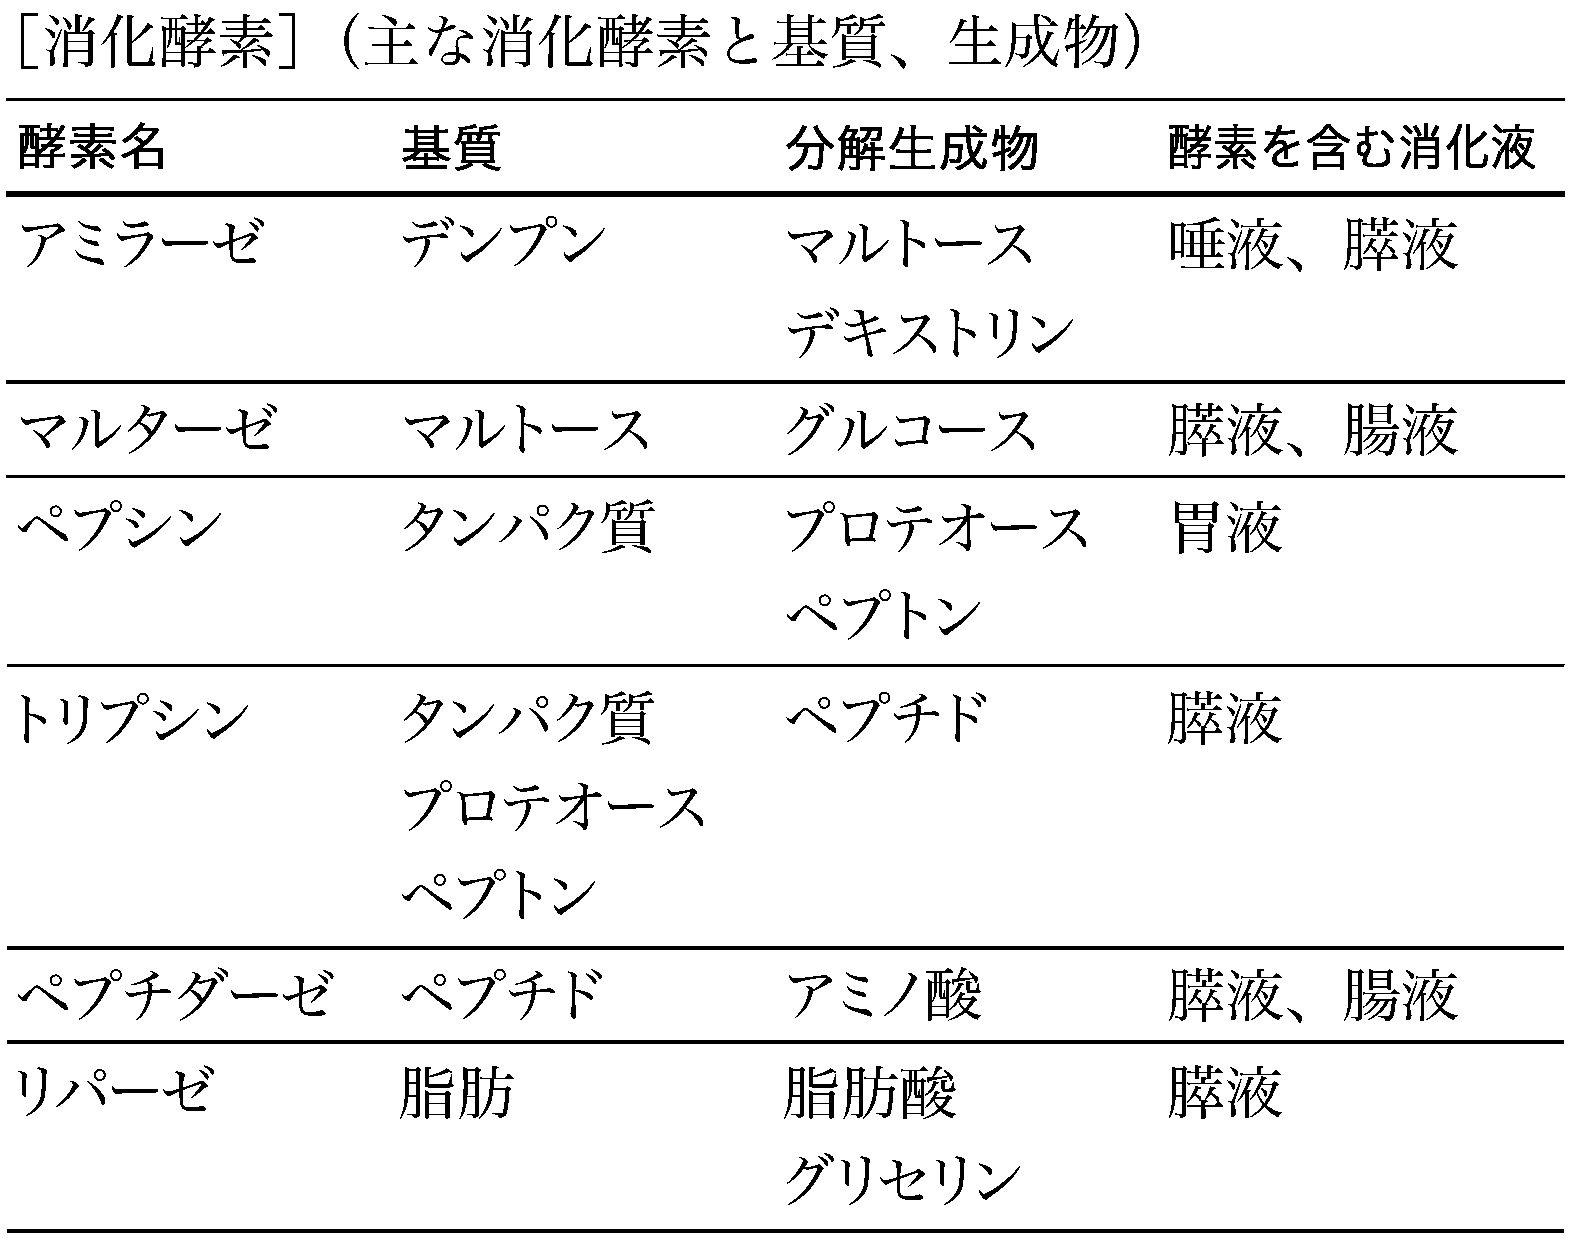 ［消化酵素］（主な消化酵素と基質、生成物）
酵素名 基質 分解生成物 酵素を含む消化液
アミラーゼ デンプン マルトース 唾液、膵液
デキストリン
マルターゼ マルトース グルコース 膵液、腸液
ペプシン タンパク質 プロテオース 胃液
ペプトン
トリプシン タンパク質 ペプチド 膵液
プロテオース
ペプトン
ペプチダーゼ ペプチド アミノ酸 膵液、腸液
リパーゼ 脂肪 脂肪酸 膵液
グリセリン